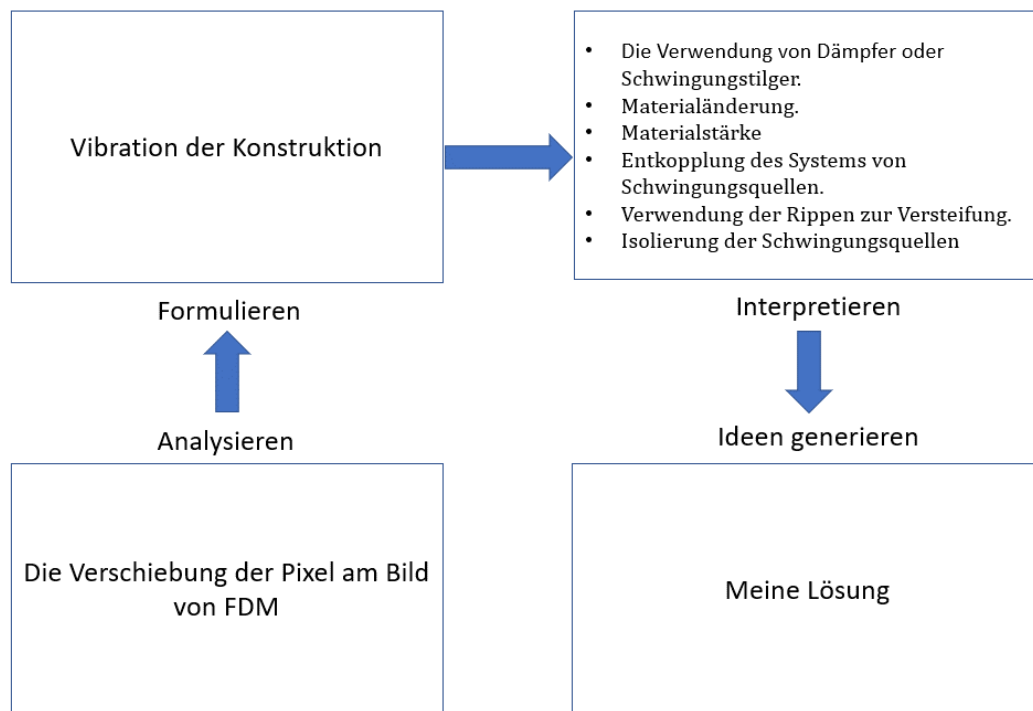 Vibration der Konstruktion
• Die Verwendung von Dämpfer oder
Schwingungstilger.
• Materialänderung.
• Materialstärke
• Entkopplung des Systems von
Schwingungsquellen.
• Verwendung der Rippen zur Versteifung.
• Isolierung der Schwingungsquellen
Formulieren
Interpretieren
Analysieren
Ideen generieren
Die Verschiebung der Pixel am Bild
von FDM
Meine Lösung